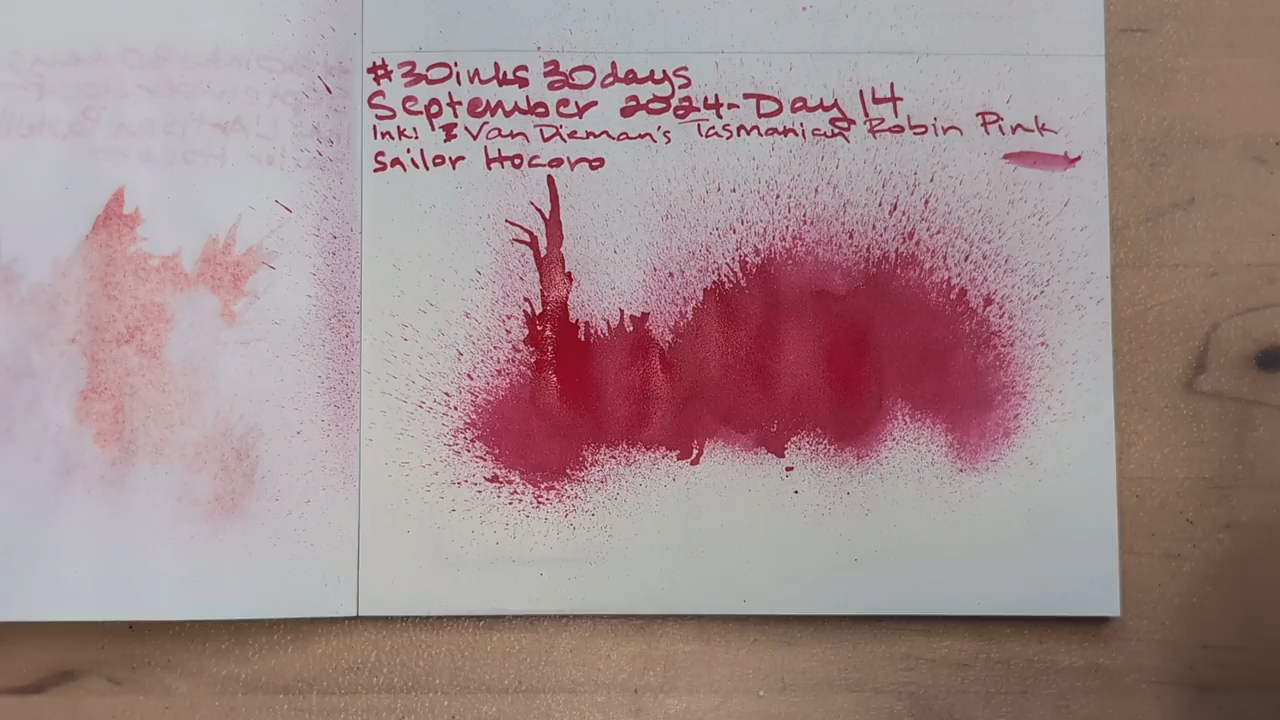 #30inks 30days
September 2024-Day 14
Ink: Van Dieman's Tasmanian Robin Pink
Sailor Hocoro